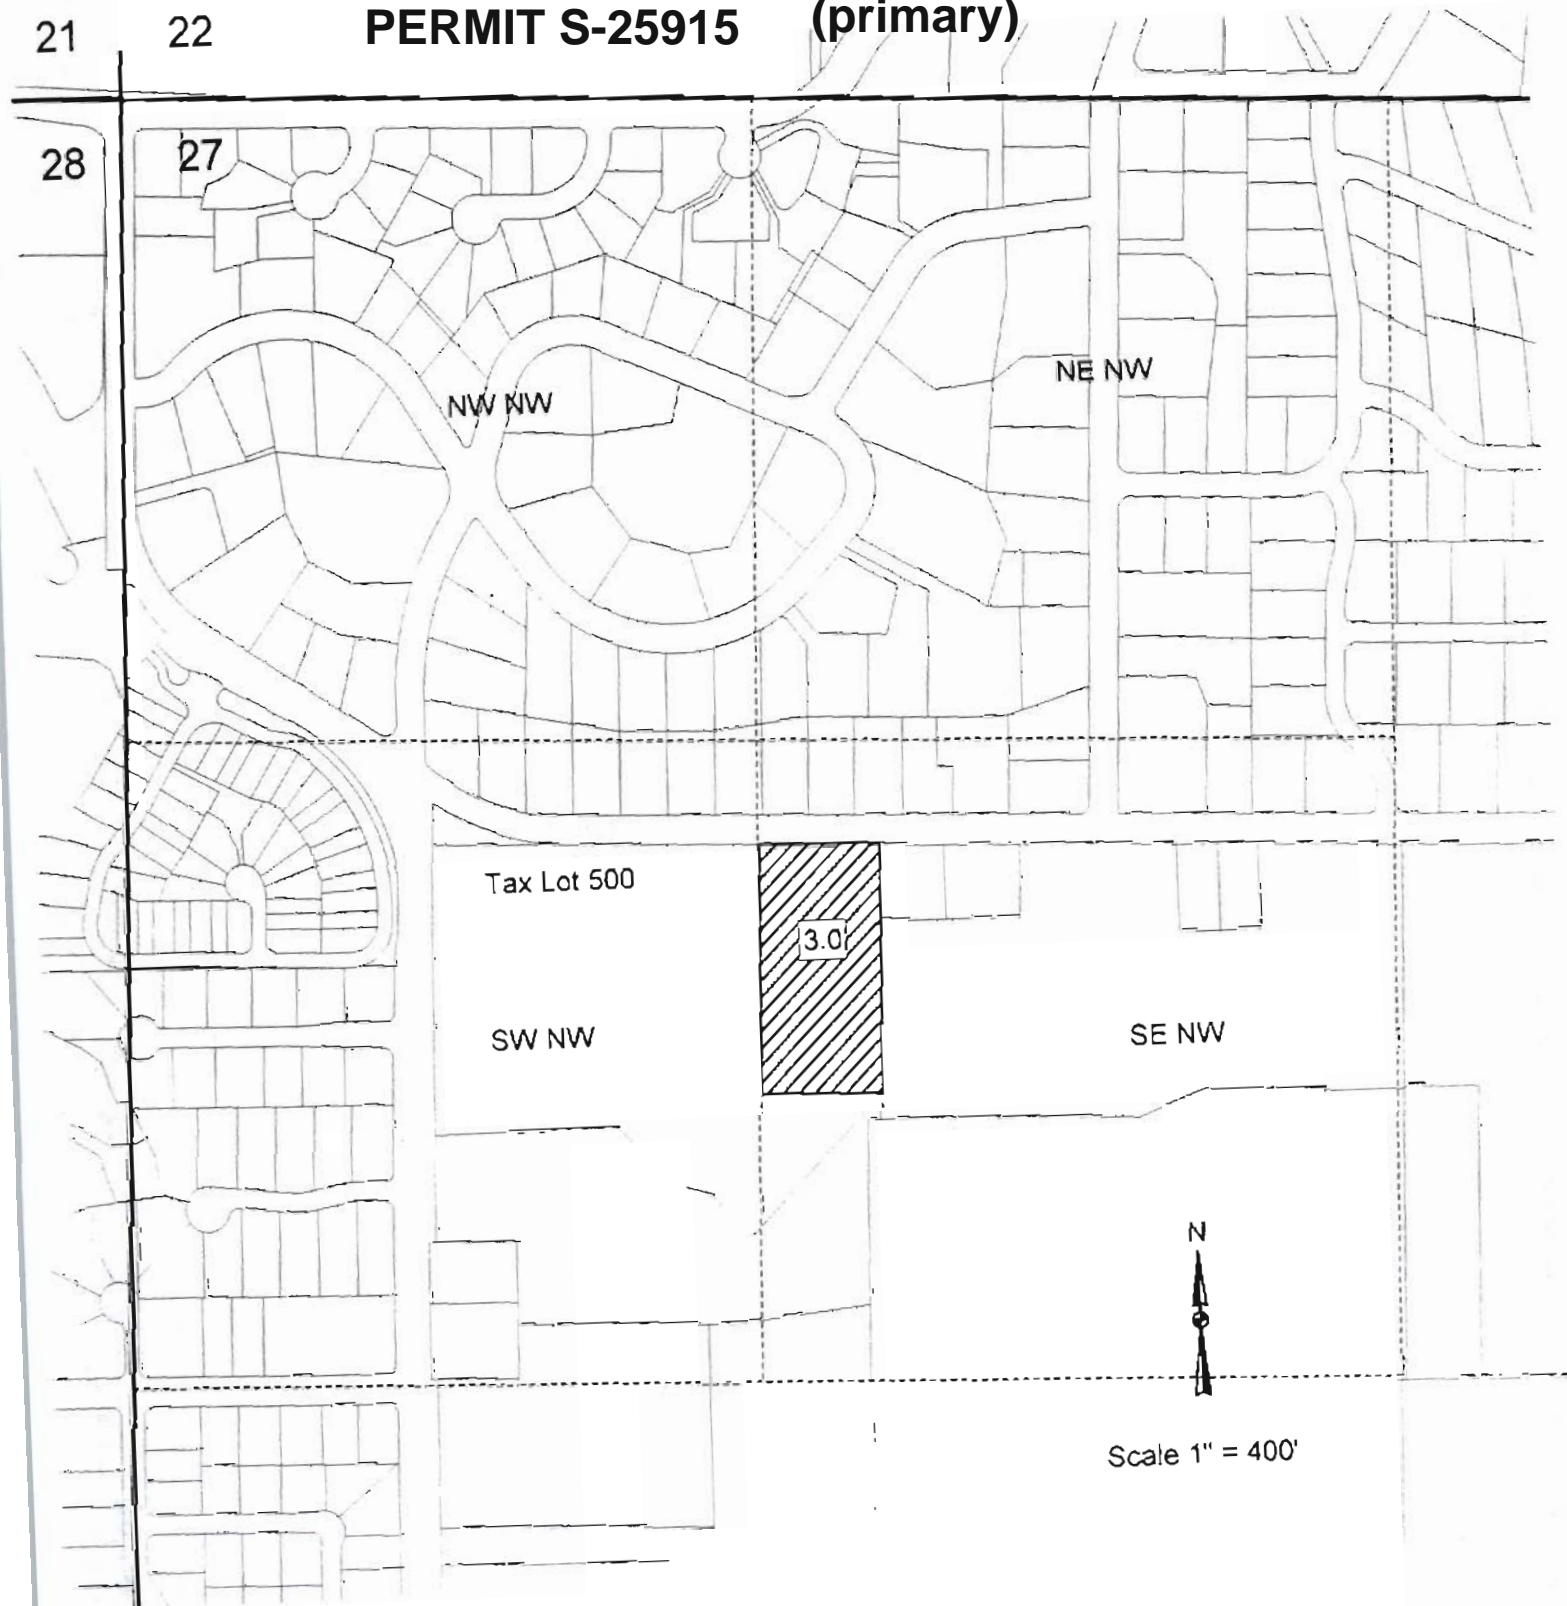 PERMIT S-25915 (primary)
21 22
28 27
NE NW
NW NW
Tax Lot 500
3.0
SW NW
SE NW
N
Scale 1" = 400'